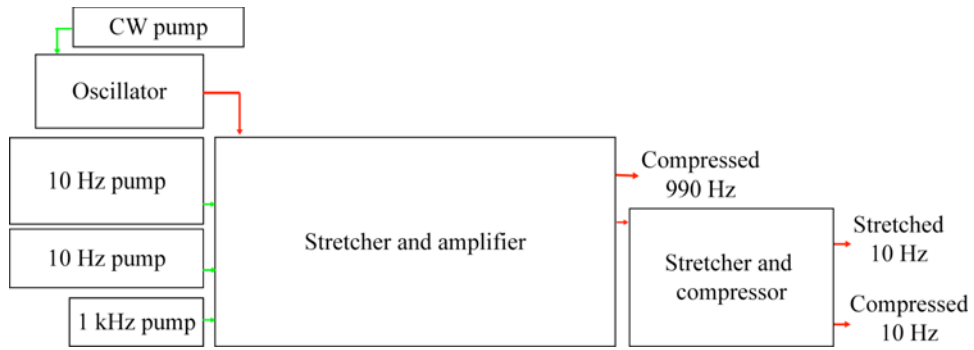 CW pump
Oscillator
10 Hz pump
10 Hz pump
1 kHz pump
Stretcher and amplifier
Compressed
990 Hz
Stretcher and
compressor
Stretched
10 Hz
Compressed
10 Hz